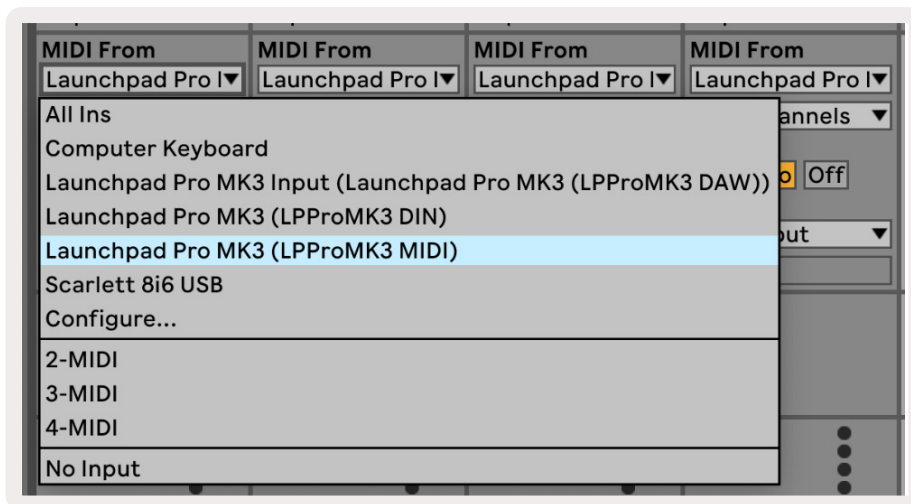 MIDI From MIDI From MIDI From MIDI From
Launchpad Pro I▼ Launchpad Pro I▼ Launchpad Pro I▼ Launchpad Pro I▼
All Ins
annels ▼
Computer Keyboard
Launchpad Pro MK3 Input (Launchpad Pro MK3 (LPProMK3 DAW))
o Off
Launchpad Pro MK3 (LPProMK3 DIN)
Launchpad Pro MK3 (LPProMK3 MIDI)
out ▼
Scarlett 8i6 USB
Configure...
2-MIDI
3-MIDI
4-MIDI
No Input